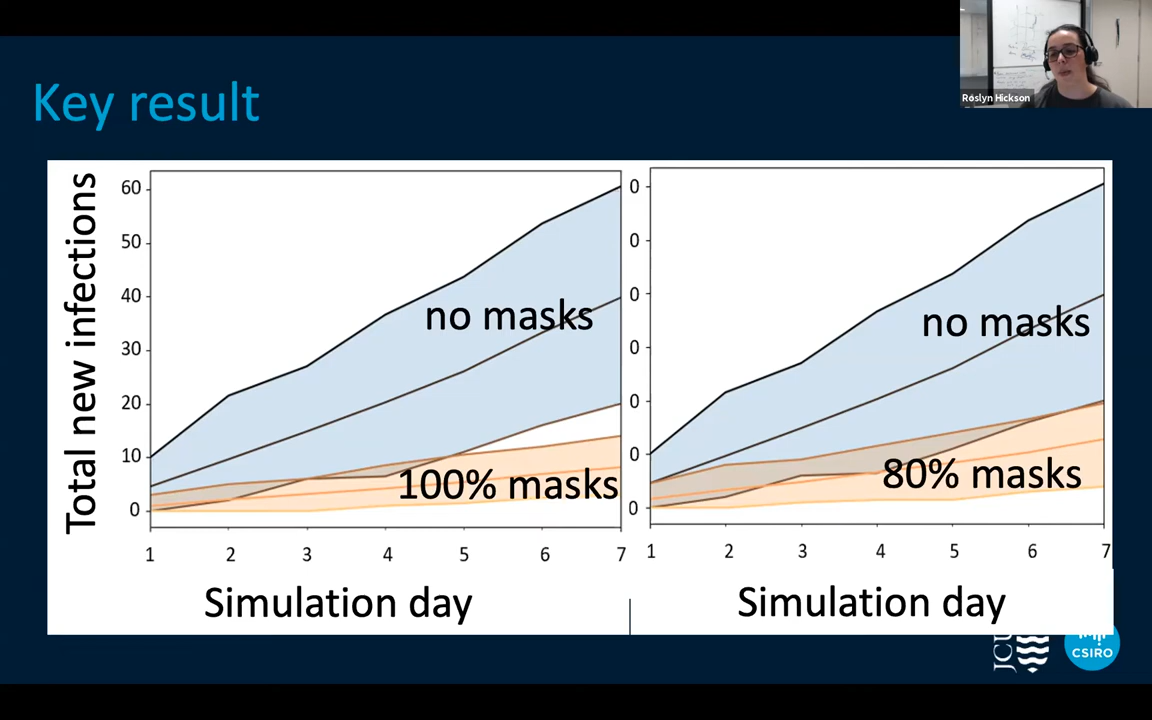 Roslyn Hickson
Key result
Total new infections
60
50
40
30
20
10
0
no masks
100% masks
1 2 3 4 5 6 7
Simulation day
0
0
0
0
0
0
0
no masks
80% masks
1 2 3 4 5 6 7
Simulation day
JCU
CSIRO